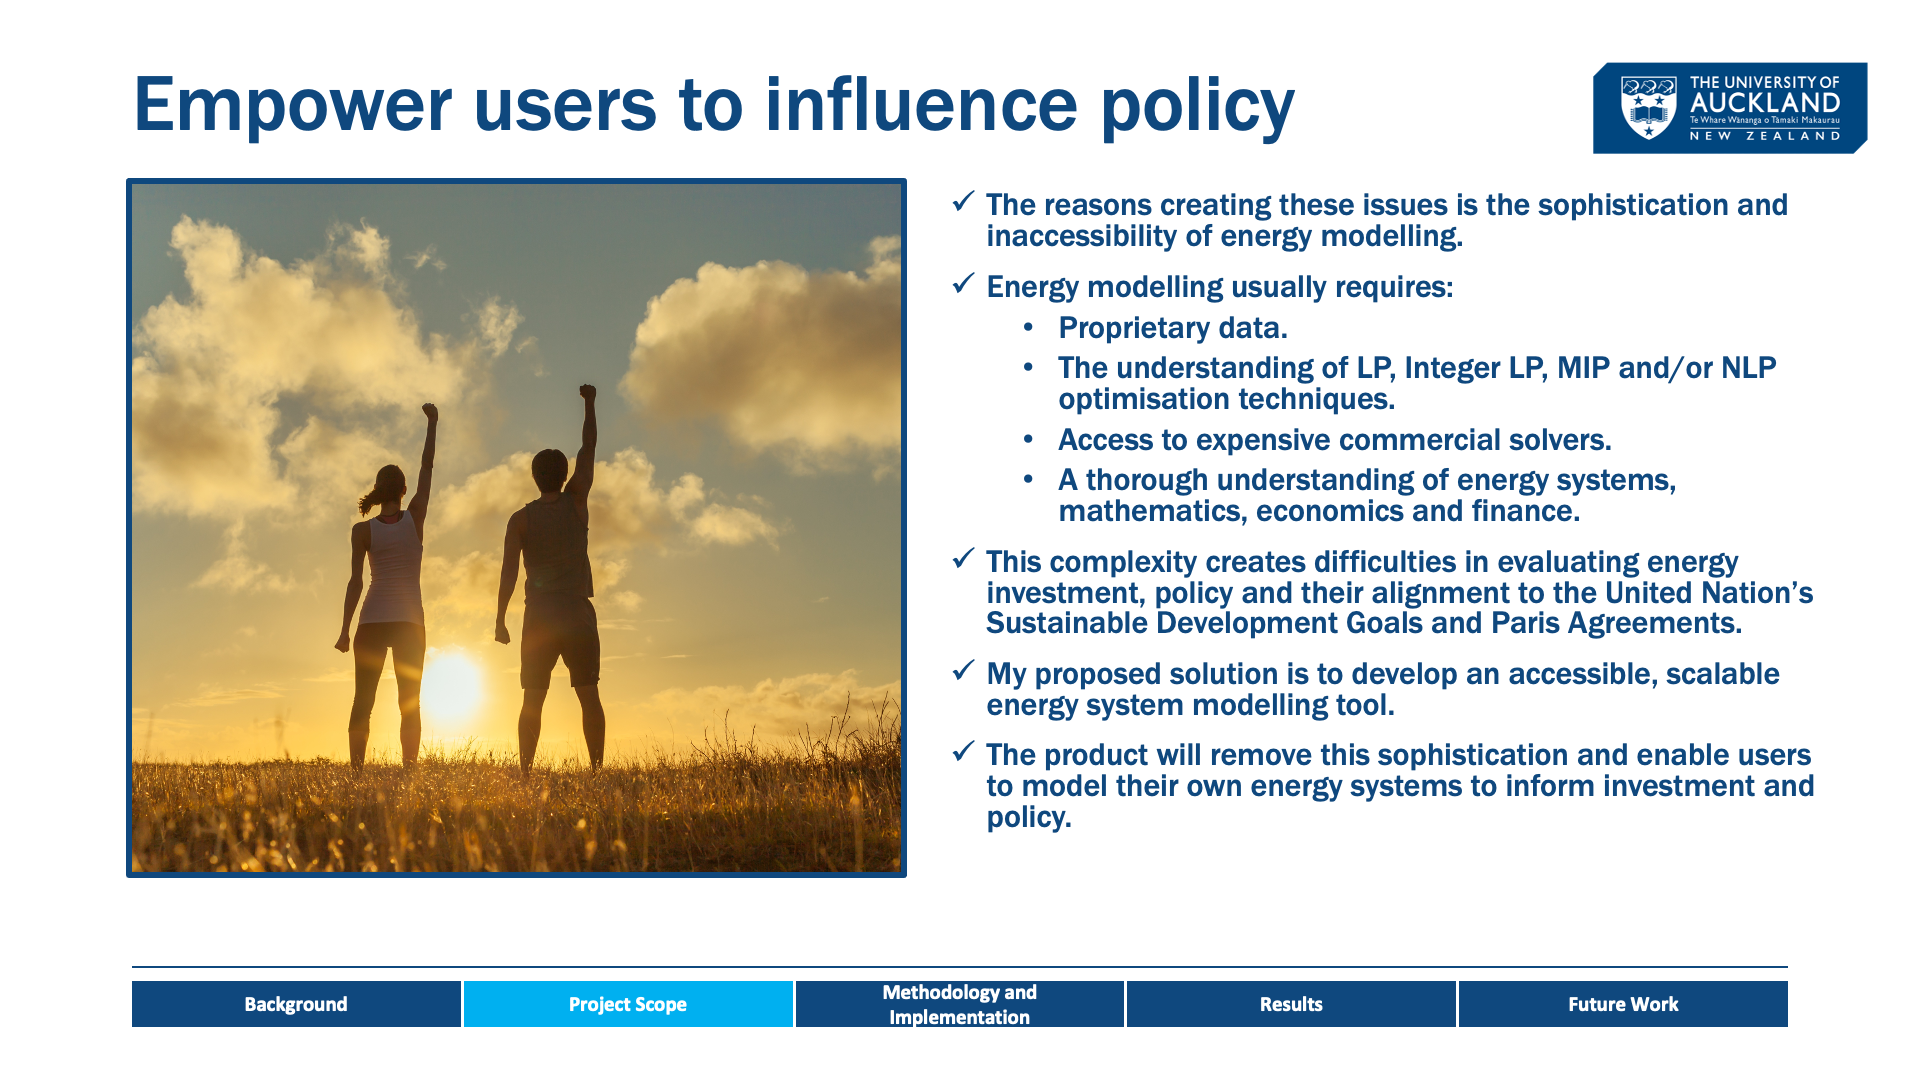 Empower users to influence policy
THE UNIVERSITY OF
AUCKLAND
Te Whare Wānanga o Tāmaki Makaurau
NEW ZEALAND
✓ The reasons creating these issues is the sophistication and
inaccessibility of energy modelling.
✓ Energy modelling usually requires:
• Proprietary data.
• The understanding of LP, Integer LP, MIP and/or NLP
optimisation techniques.
• Access to expensive commercial solvers.
• A thorough understanding of energy systems,
mathematics, economics and finance.
✓ This complexity creates difficulties in evaluating energy
investment, policy and their alignment to the United Nation’s
Sustainable Development Goals and Paris Agreements.
✓ My proposed solution is to develop an accessible, scalable
energy system modelling tool.
✓ The product will remove this sophistication and enable users
to model their own energy systems to inform investment and
policy.
Background
Project Scope
Methodology and
Implementation
Results
Future Work